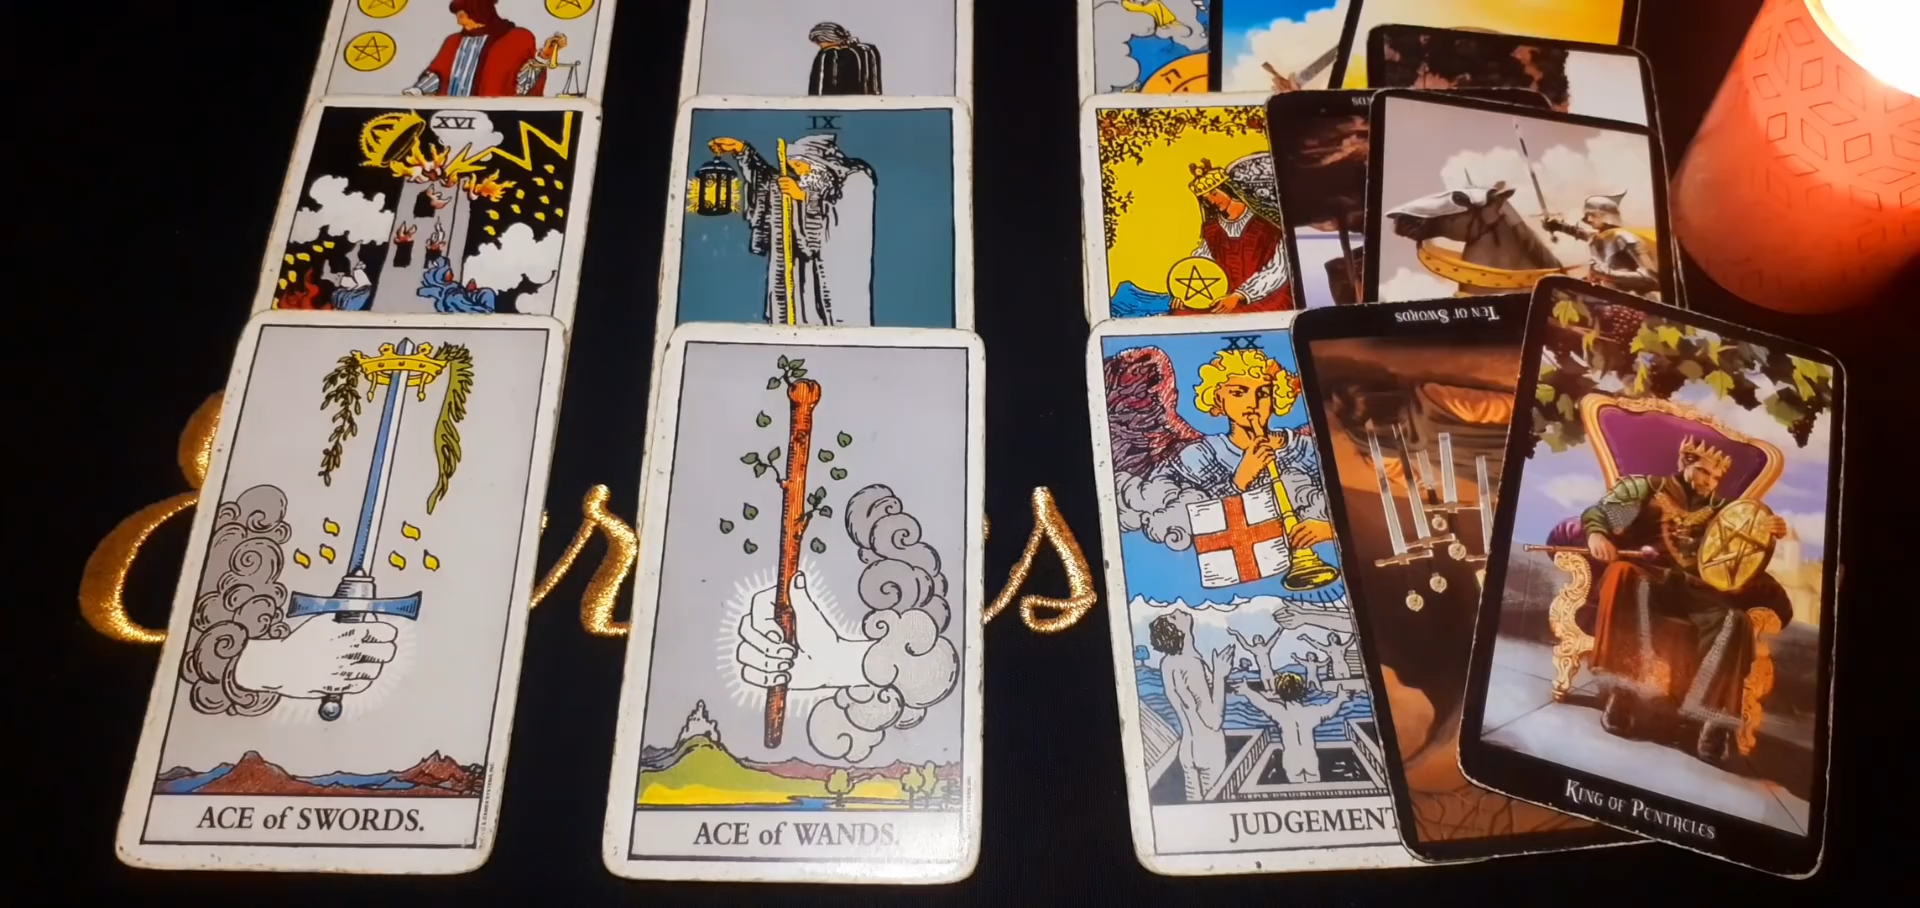 XVI
IX
XX
TEN OF SWORDS
ACE of SWORDS.
ACE of WANDS.
JUDGEMENT
KING OF PENTACLES